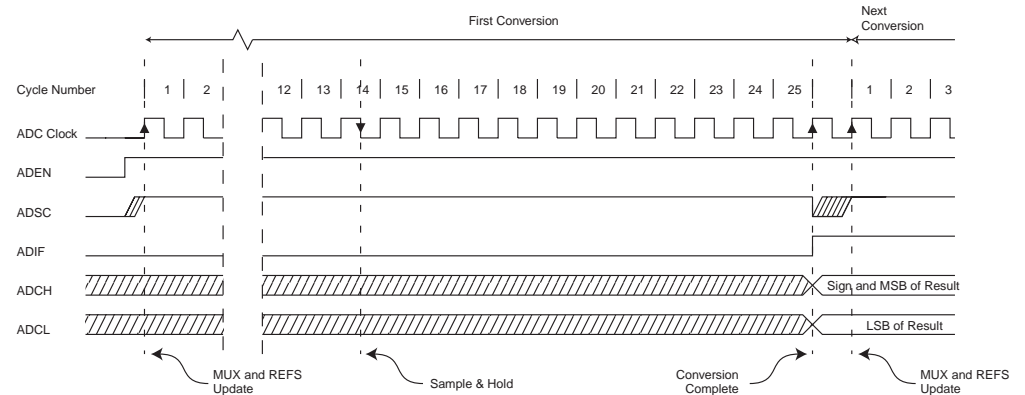 Next
Conversion
First Conversion
Cycle Number 1 2 12 13 14 15 16 17 18 19 20 21 22 23 24 25 1 2 3
ADC Clock
ADEN
ADSC
ADIF
ADCH Sign and MSB of Result
ADCL LSB of Result
MUX and REFS
Update
Sample & Hold
Conversion
Complete
MUX and REFS
Update